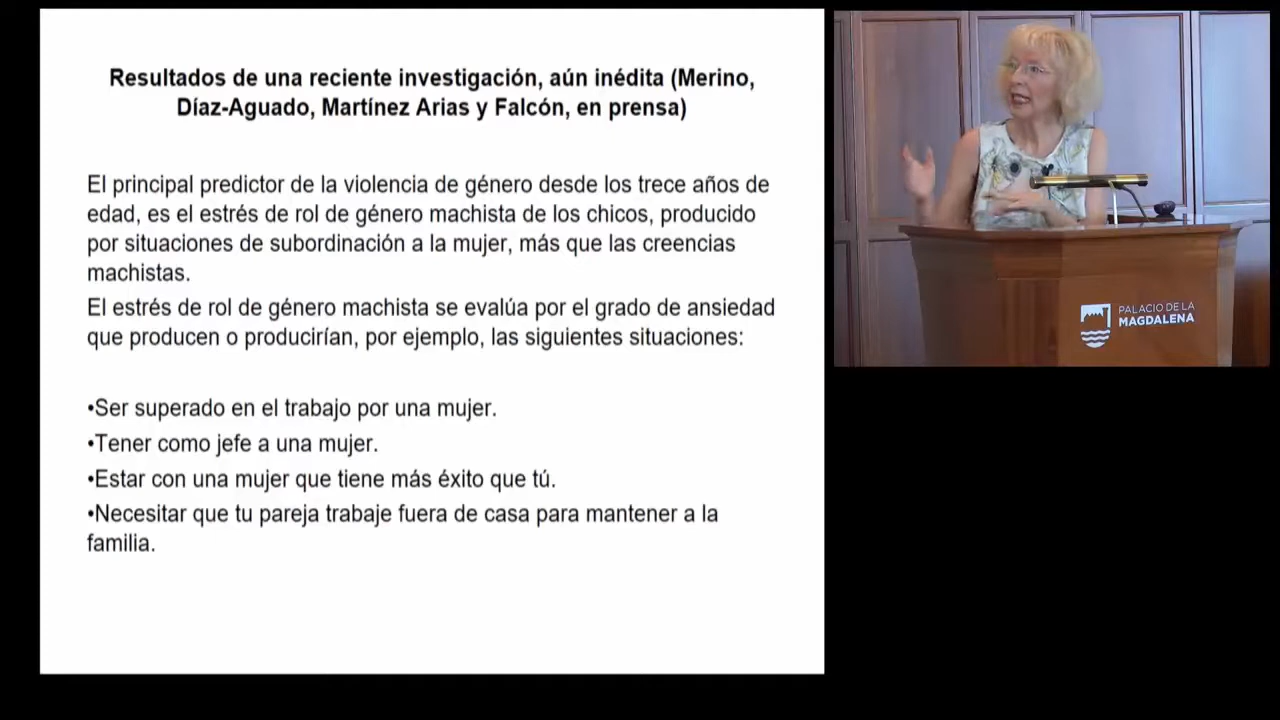 Resultados de una reciente investigación, aún inédita (Merino,
Díaz-Aguado, Martínez Arias y Falcón, en prensa)
El principal predictor de la violencia de género desde los trece años de
edad, es el estrés de rol de género machista de los chicos, producido
por situaciones de subordinación a la mujer, más que las creencias
machistas.
El estrés de rol de género machista se evalúa por el grado de ansiedad
que producen o producirían, por ejemplo, las siguientes situaciones:
•Ser superado en el trabajo por una mujer.
•Tener como jefe a una mujer.
•Estar con una mujer que tiene más éxito que tú.
•Necesitar que tu pareja trabaje fuera de casa para mantener a la
familia.
PALACIO DE LA
MAGDALENA